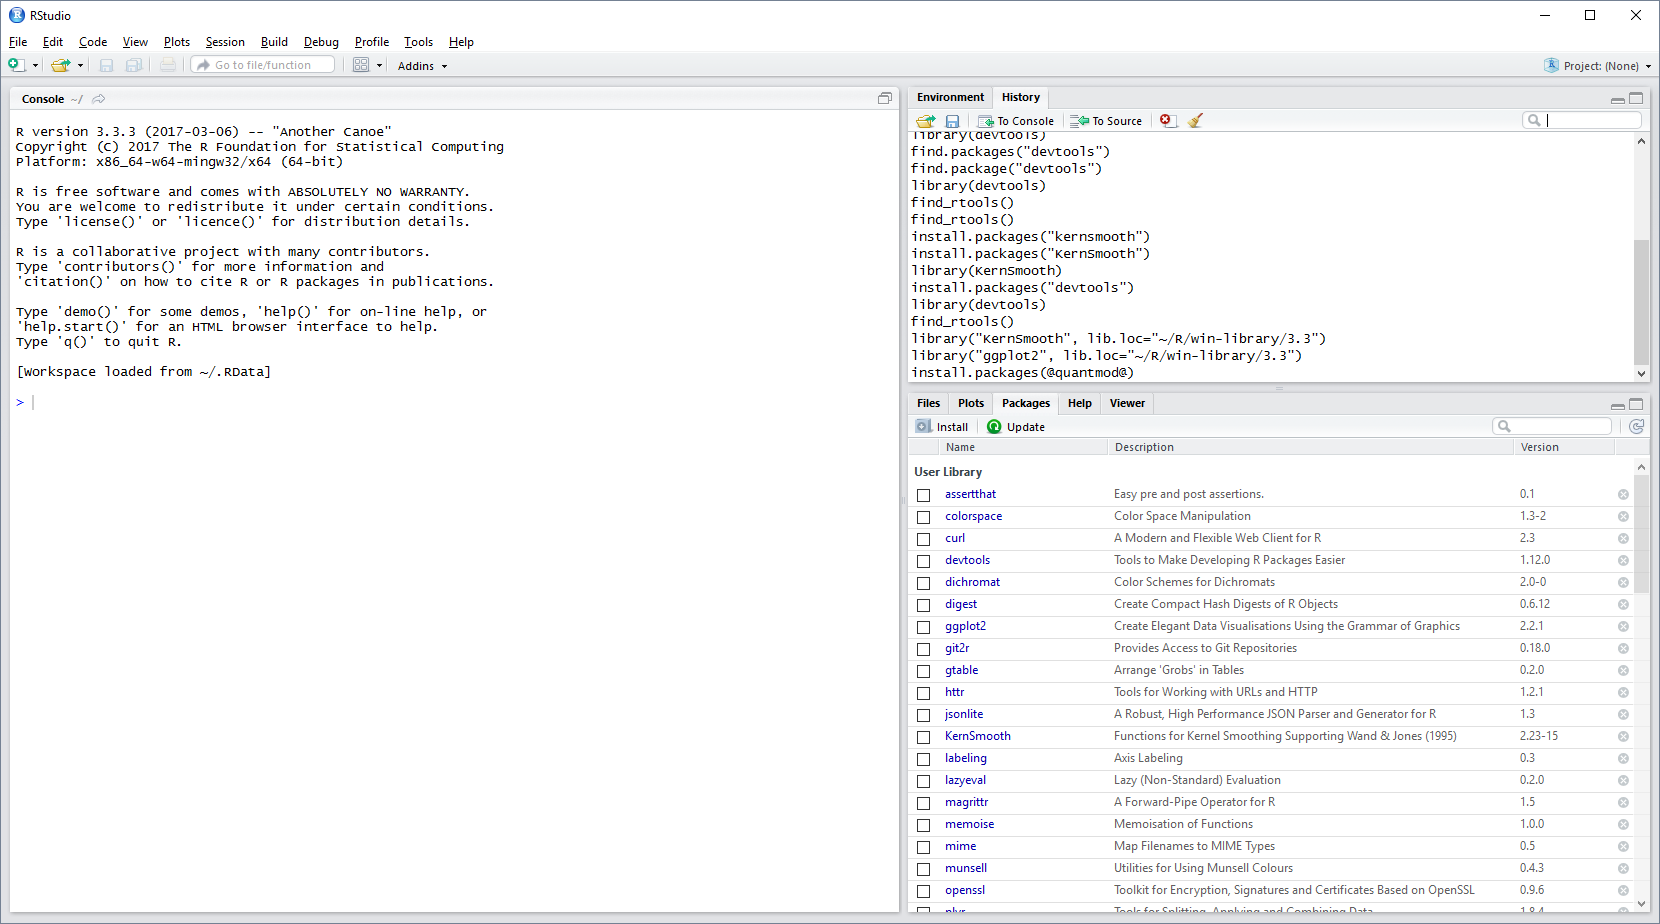 RStudio
File Edit Code View Plots Session Build Debug Profile Tools Help
Go to file/function Addins Project: (None)
Console ~/
R version 3.3.3 (2017-03-06) -- "Another Canoe"
Copyright (C) 2017 The R Foundation for Statistical Computing
Platform: x86_64-w64-mingw32/x64 (64-bit)
R is free software and comes with ABSOLUTELY NO WARRANTY.
You are welcome to redistribute it under certain conditions.
Type 'license()' or 'licence()' for distribution details.
R is a collaborative project with many contributors.
Type 'contributors()' for more information and
'citation()' on how to cite R or R packages in publications.
Type 'demo()' for some demos, 'help()' for on-line help, or
'help.start()' for an HTML browser interface to help.
Type 'q()' to quit R.
[Workspace loaded from ~/.RData]
>
Environment History
To Console To Source
library(devtools)
find.packages("devtools")
find.package("devtools")
library(devtools)
find_rtools()
find_rtools()
install.packages("kernsmooth")
install.packages("KernSmooth")
library(KernSmooth)
install.packages("devtools")
library(devtools)
find_rtools()
library("KernSmooth", lib.loc="~/R/win-library/3.3")
library("ggplot2", lib.loc="~/R/win-library/3.3")
install.packages(@quantmod@)
Files Plots Packages Help Viewer
Install Update
Name Description Version
User Library
assertthat Easy pre and post assertions. 0.1
colorspace Color Space Manipulation 1.3-2
curl A Modern and Flexible Web Client for R 2.3
devtools Tools to Make Developing R Packages Easier 1.12.0
dichromat Color Schemes for Dichromats 2.0-0
digest Create Compact Hash Digests of R Objects 0.6.12
ggplot2 Create Elegant Data Visualisations Using the Grammar of Graphics 2.2.1
git2r Provides Access to Git Repositories 0.18.0
gtable Arrange 'Grobs' in Tables 0.2.0
httr Tools for Working with URLs and HTTP 1.2.1
jsonlite A Robust, High Performance JSON Parser and Generator for R 1.3
KernSmooth Functions for Kernel Smoothing Supporting Wand & Jones (1995) 2.23-15
labeling Axis Labeling 0.3
lazyeval Lazy (Non-Standard) Evaluation 0.2.0
magrittr A Forward-Pipe Operator for R 1.5
memoise Memoisation of Functions 1.0.0
mime Map Filenames to MIME Types 0.5
munsell Utilities for Using Munsell Colours 0.4.3
openssl Toolkit for Encryption, Signatures and Certificates Based on OpenSSL 0.9.6
plyr Tools for Splitting, Applying and Combining Data 1.8.4